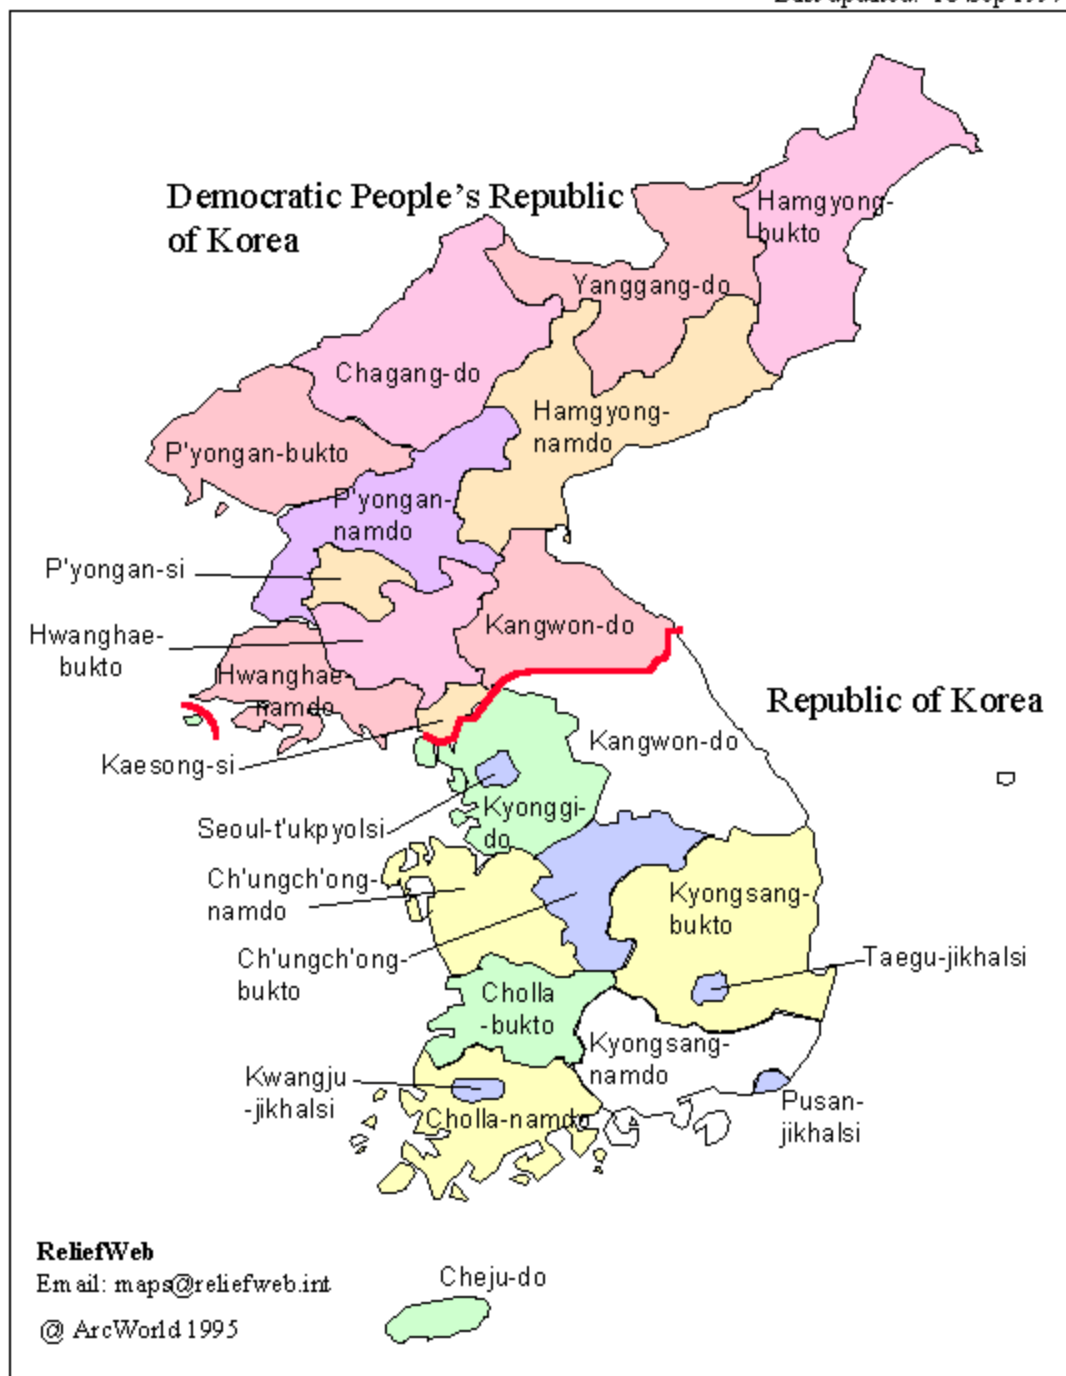 Democratic People's Republic
of Korea
Hamgyong-
bukto
Yanggang-do
Chagang-do
Hamgyong-
namdo
P'yongan-bukto
P'yongan-
namdo
P'yongan-si
Hwanghae-
bukto
Kangwon-do
Hwanghae-
namdo
Republic of Korea
Kangwon-do
Kaesong-si
Seoul-t'ukpyolsi
Kyonggi-
do
Ch'ungch'ong-
namdo
Kyongsang-
bukto
Ch'ungch'ong-
bukto
Taegu-jikhalsi
Cholla
-bukto
Kyongsang-
namdo
Kwangju
-jikhalsi
Cholla-namdo
Pusan-
jikhalsi
ReliefWeb
Email: maps@reliefweb.int
@ ArcWorld 1995
Cheju-do